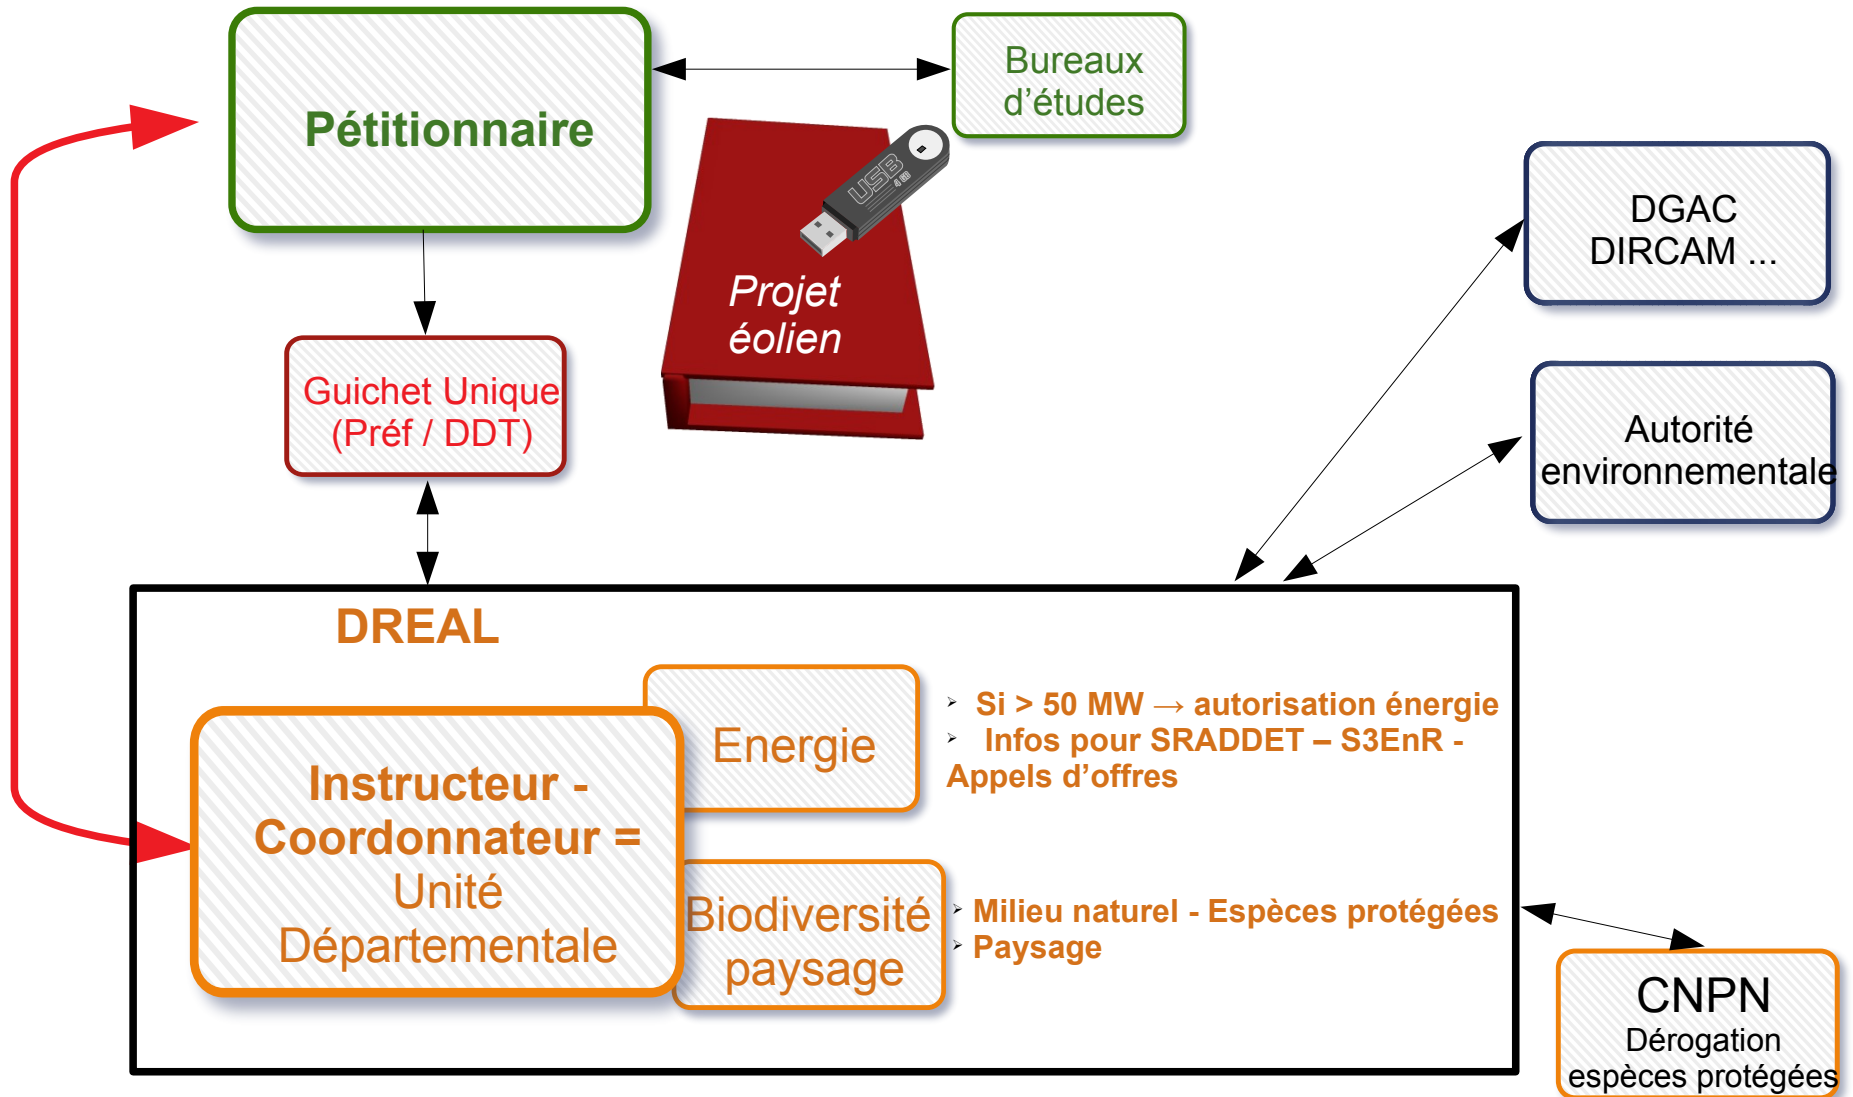 Pétitionnaire
Bureaux
d’études
USB
4 GB
Projet
éolien
DGAC
DIRCAM ...
Guichet Unique
(Préf / DDT)
Autorité
environnementale
DREAL
Energie
➢ Si > 50 MW → autorisation énergie
➢ Infos pour SRADDET – S3EnR -
Appels d’offres
Instructeur -
Coordonnateur =
Unité
Départementale
Biodiversité
paysage
➢ Milieu naturel - Espèces protégées
➢ Paysage
CNPN
Dérogation
espèces protégées